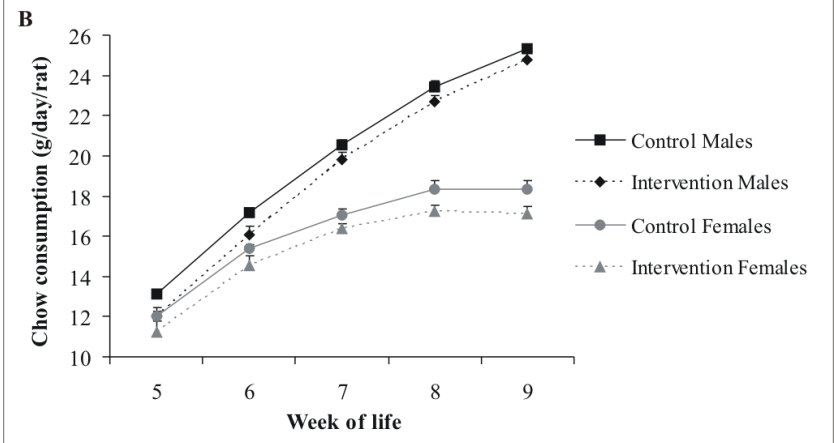 B
Chow consumption (g/day/rat)
26
24
22
20
18
16
14
12
10
5 6 7 8 9
Week of life
Control Males
Intervention Males
Control Females
Intervention Females